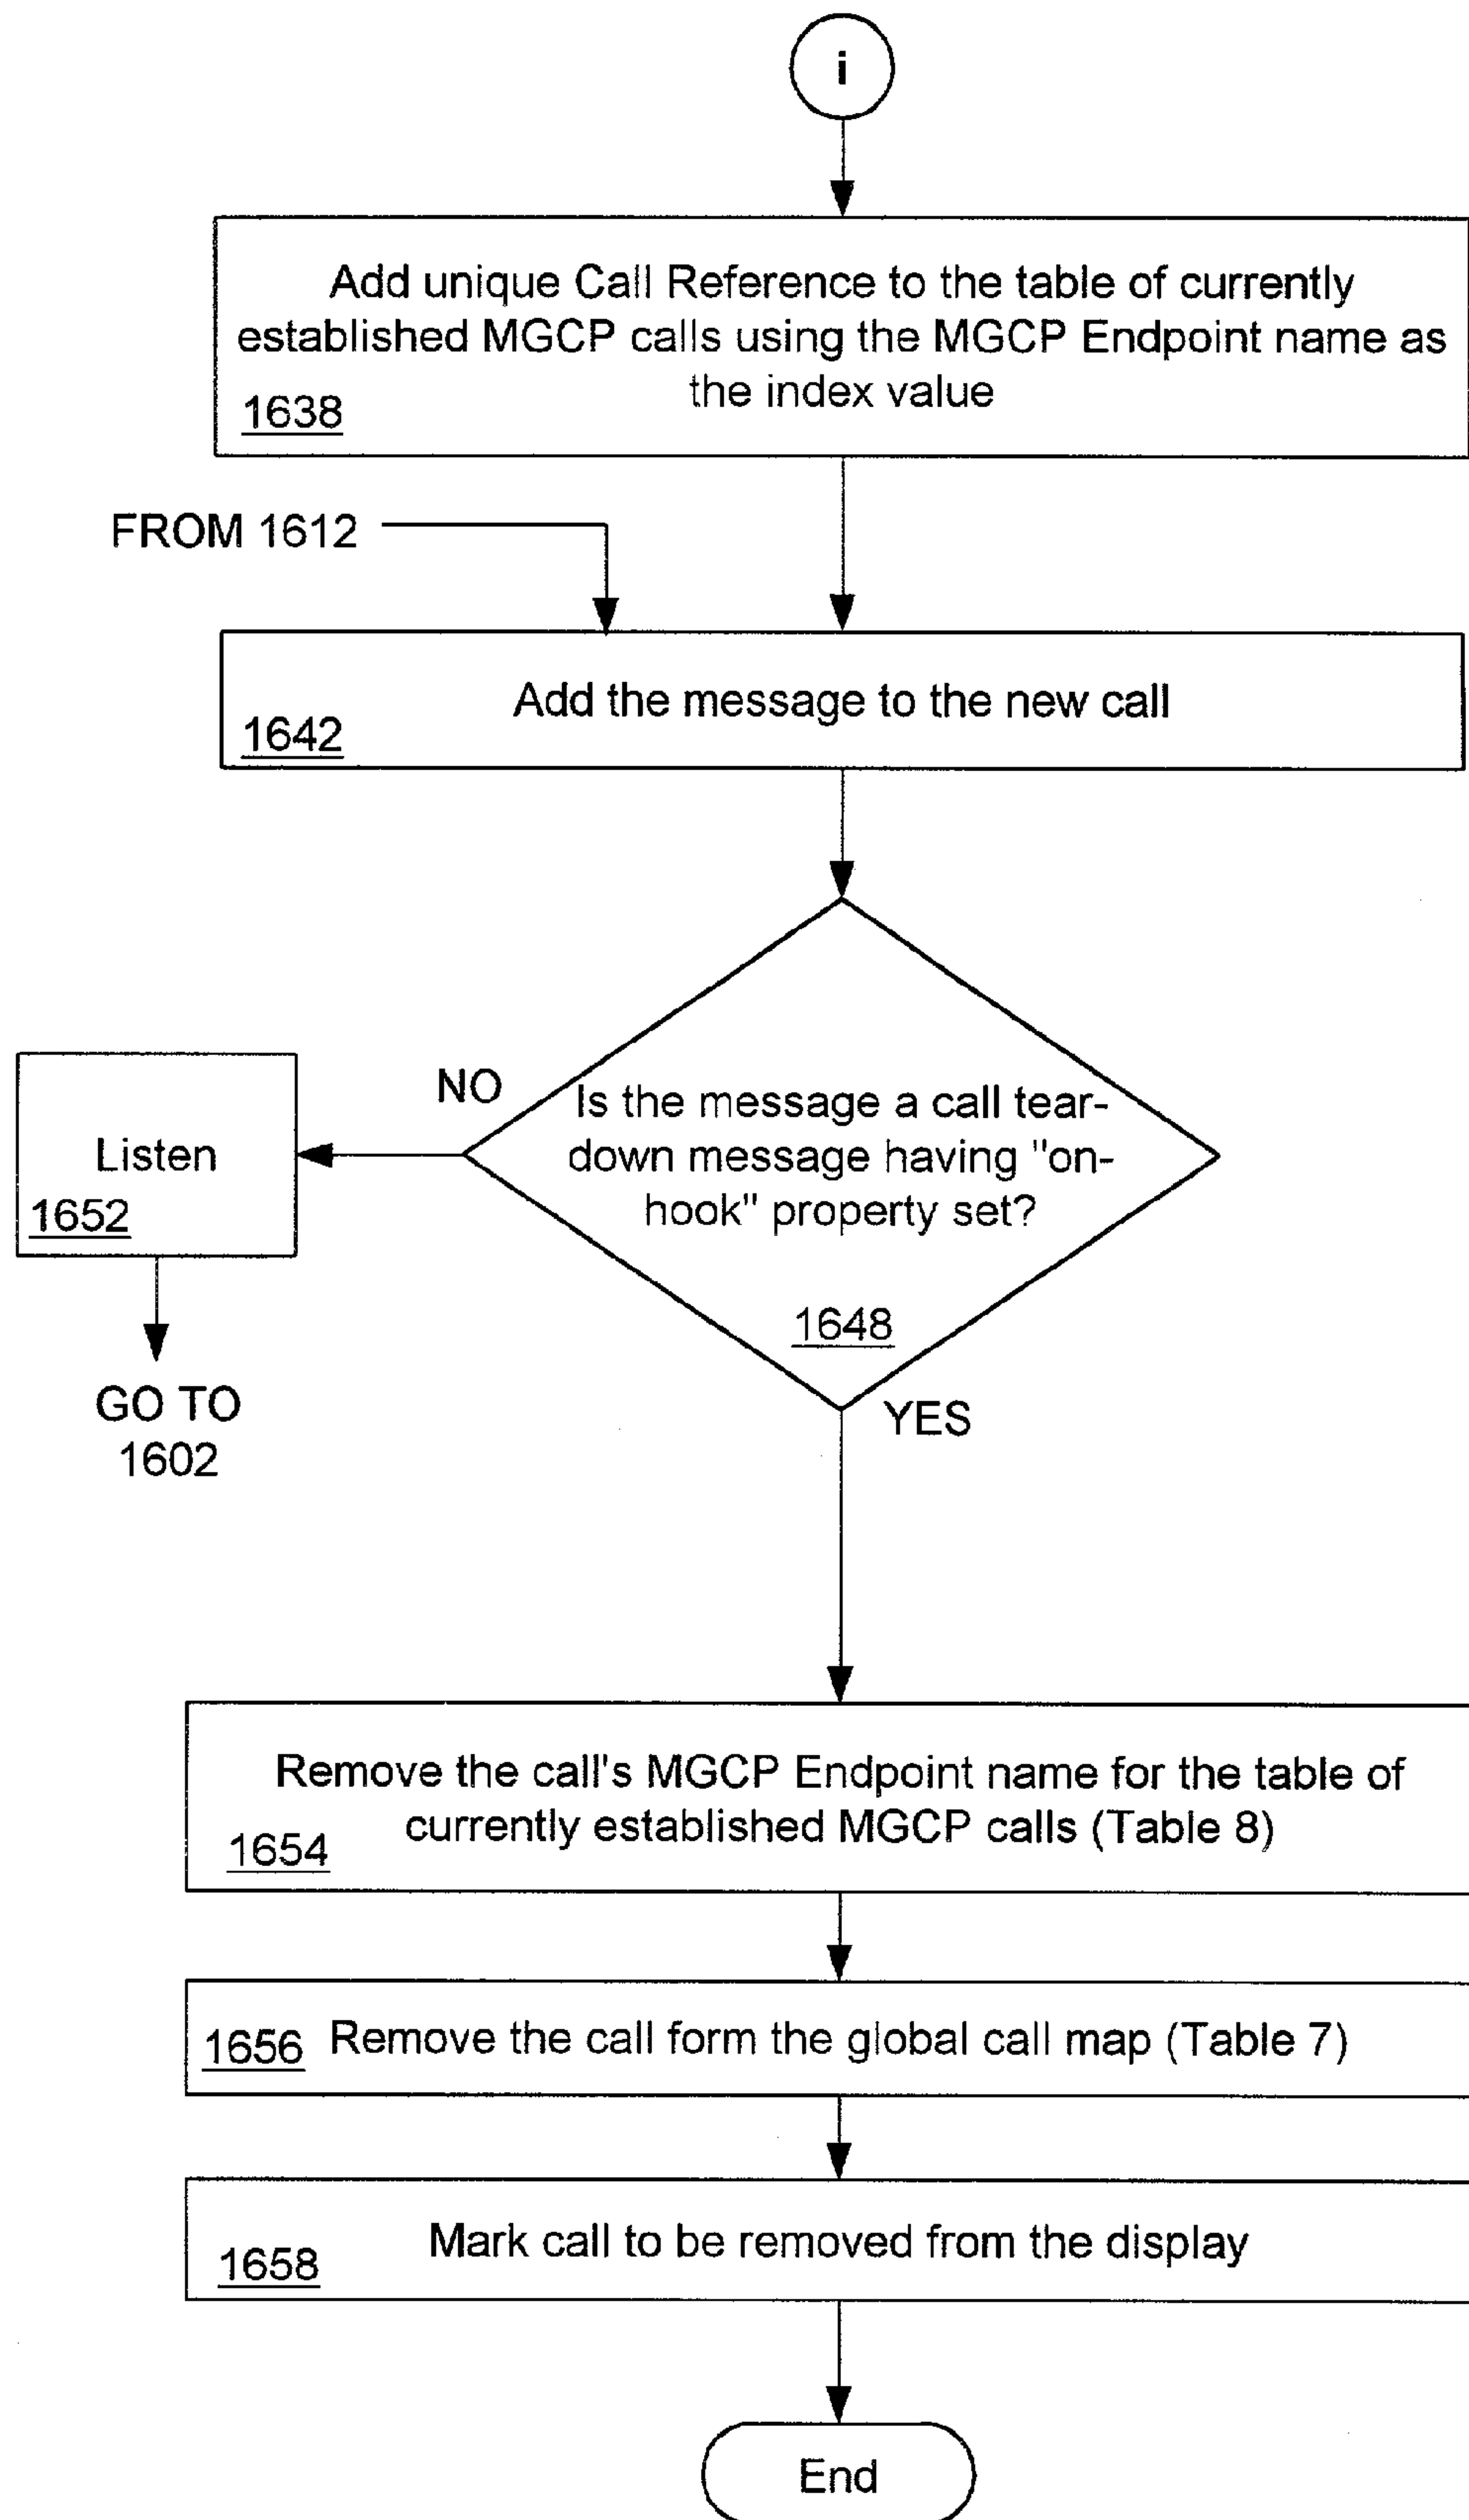 i
Add unique Call Reference to the table of currently
established MGCP calls using the MGCP Endpoint name as
the index value
1638
FROM 1612
Add the message to the new call
1642
NO
Is the message a call tear-
down message having "on-
hook" property set?
1648
Listen
1652
GO TO
1602
YES
Remove the call's MGCP Endpoint name for the table of
currently established MGCP calls (Table 8)
1654
1656 Remove the call form the global call map (Table 7)
Mark call to be removed from the display
1658
End